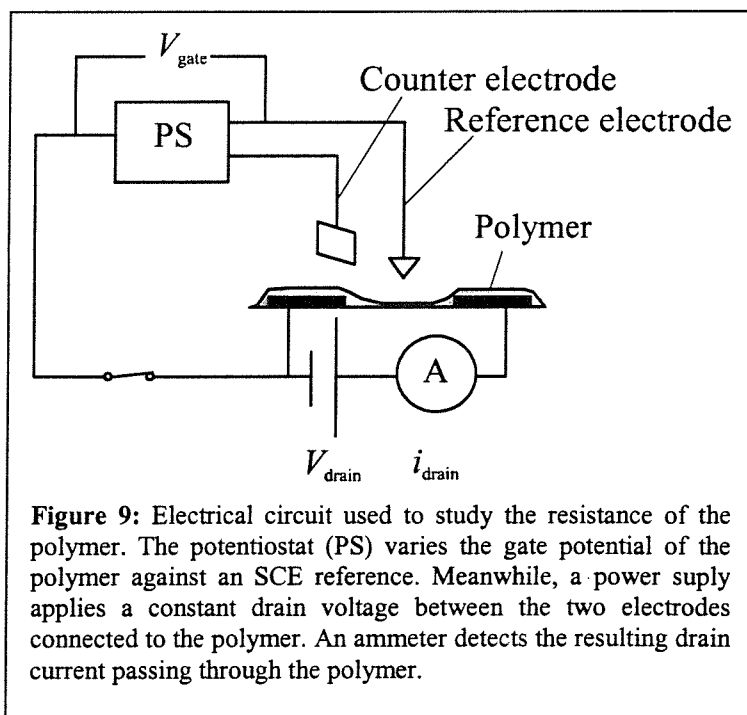 V gate
Counter electrode
PS
Reference electrode
Polymer
A
V drain
i drain
Figure 9: Electrical circuit used to study the resistance of the
polymer. The potentiostat (PS) varies the gate potential of the
polymer against an SCE reference. Meanwhile, a power suply
applies a constant drain voltage between the two electrodes
connected to the polymer. An ammeter detects the resulting drain
current passing through the polymer.